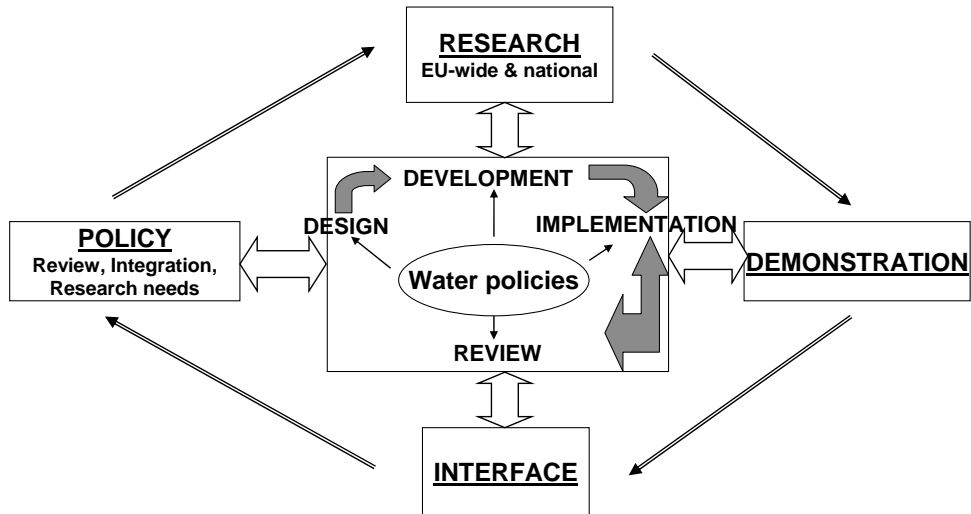 RESEARCH
EU-wide & national
DEVELOPMENT
DESIGN
IMPLEMENTATION
POLICY
Review, Integration,
Research needs
Water policies
DEMONSTRATION
REVIEW
INTERFACE